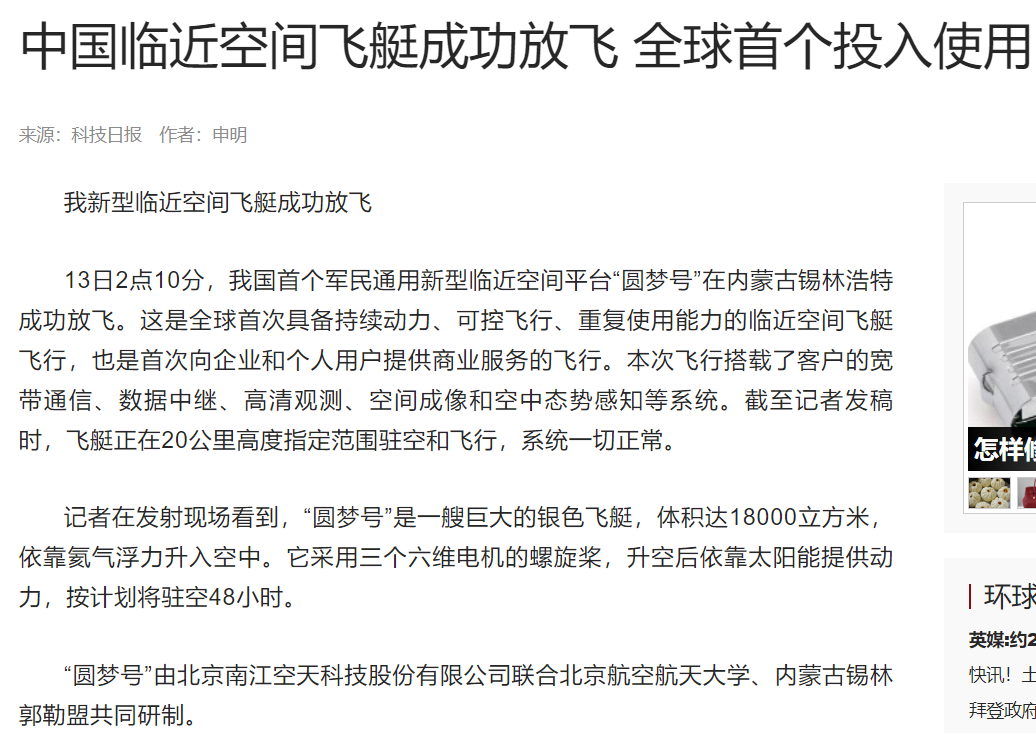 中国临近空间飞艇成功放飞 全球首个投入使用
来源：科技日报 作者：申明
我新型临近空间飞艇成功放飞
13日2点10分，我国首个军民通用新型临近空间平台“圆梦号”在内蒙古锡林浩特
成功放飞。这是全球首次具备持续动力、可控飞行、重复使用能力的临近空间飞艇
飞行，也是首次向企业和个人用户提供商业服务的飞行。本次飞行搭载了客户的宽
带通信、数据中继、高清观测、空间成像和空中态势感知等系统。截至记者发稿
时，飞艇正在20公里高度指定范围驻空和飞行，系统一切正常。
记者在发射现场看到，“圆梦号”是一艘巨大的银色飞艇，体积达18000立方米，
依靠氦气浮力升入空中。它采用三个六维电机的螺旋桨，升空后依靠太阳能提供动
力，按计划将驻空48小时。
“圆梦号”由北京南江空天科技股份有限公司联合北京航空航天大学、内蒙古锡林
郭勒盟共同研制。
怎样
环球
英媒:约2
快讯！土
拜登政府